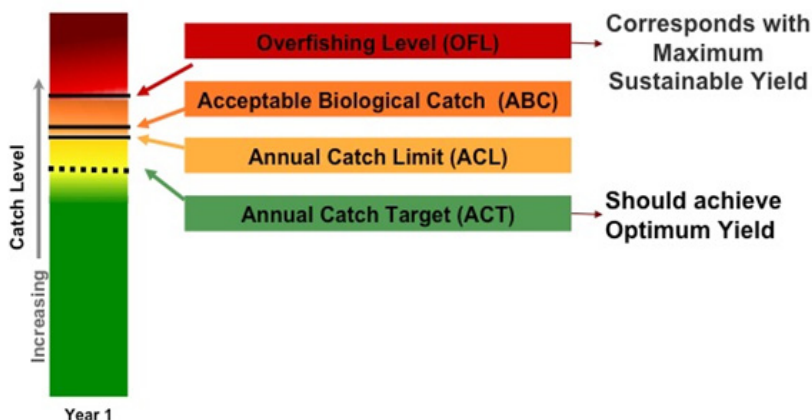 Overfishing Level (OFL)
Corresponds with
Maximum
Sustainable Yield
Acceptable Biological Catch (ABC)
Annual Catch Limit (ACL)
Annual Catch Target (ACT)
Should achieve
Optimum Yield
Catch Level
Increasing
Year 1